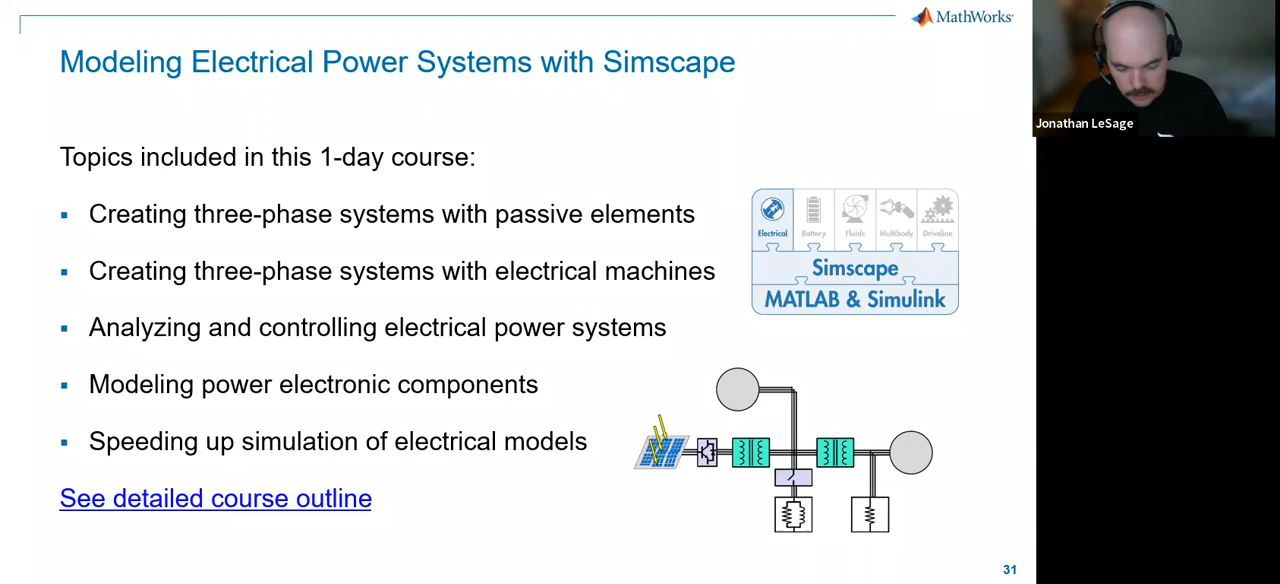 MathWorks
Modeling Electrical Power Systems with Simscape
Jonathan LeSage
Topics included in this 1-day course:
▪ Creating three-phase systems with passive elements
▪ Creating three-phase systems with electrical machines
▪ Analyzing and controlling electrical power systems
▪ Modeling power electronic components
▪ Speeding up simulation of electrical models
See detailed course outline
Electrical Battery Fluids Multibody Driveline
Simscape
MATLAB & Simulink
31